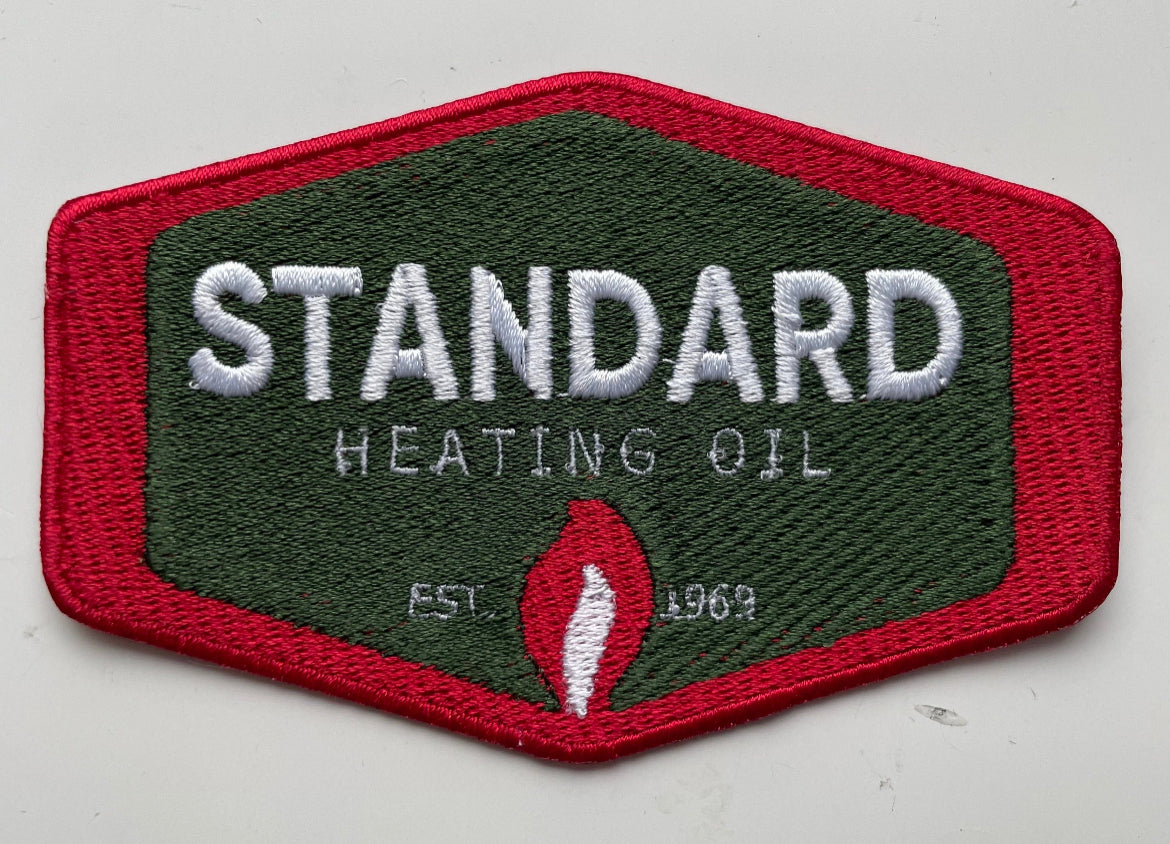 STANDARD
HEATING OIL
EST. 1969